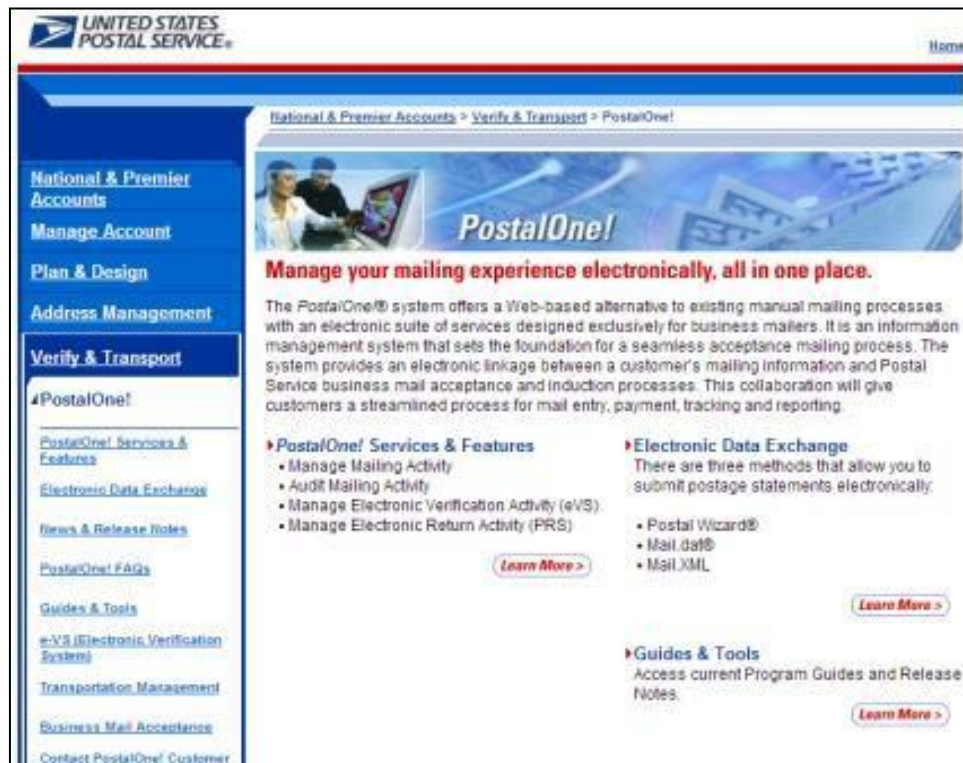 UNITED STATES
POSTAL SERVICE®
Home
National & Premier Accounts > Verify & Transport > PostalOne!
National & Premier
Accounts
Manage Account
Plan & Design
Address Management
Verify & Transport
PostalOne!
PostalOne! Services &
Features
Electronic Data Exchange
News & Release Notes
PostalOne! FAQs
Guides & Tools
e-VS (Electronic Verification
System)
Transportation Management
Business Mail Acceptance
Contact PostalOne! Customer
PostalOne!
Manage your mailing experience electronically, all in one place.
The PostalOne!® system offers a Web-based alternative to existing manual mailing processes
with an electronic suite of services designed exclusively for business mailers. It is an information
management system that sets the foundation for a seamless acceptance mailing process. The
system provides an electronic linkage between a customer's mailing information and Postal
Service business mail acceptance and induction processes. This collaboration will give
customers a streamlined process for mail entry, payment, tracking and reporting.
PostalOne! Services & Features
• Manage Mailing Activity
• Audit Mailing Activity
• Manage Electronic Verification Activity (eVS)
• Manage Electronic Return Activity (PRS)
Learn More >
Electronic Data Exchange
There are three methods that allow you to
submit postage statements electronically:
• Postal Wizard®
• Mail.dat®
• Mail.XML
Learn More >
Guides & Tools
Access current Program Guides and Release
Notes.
Learn More >